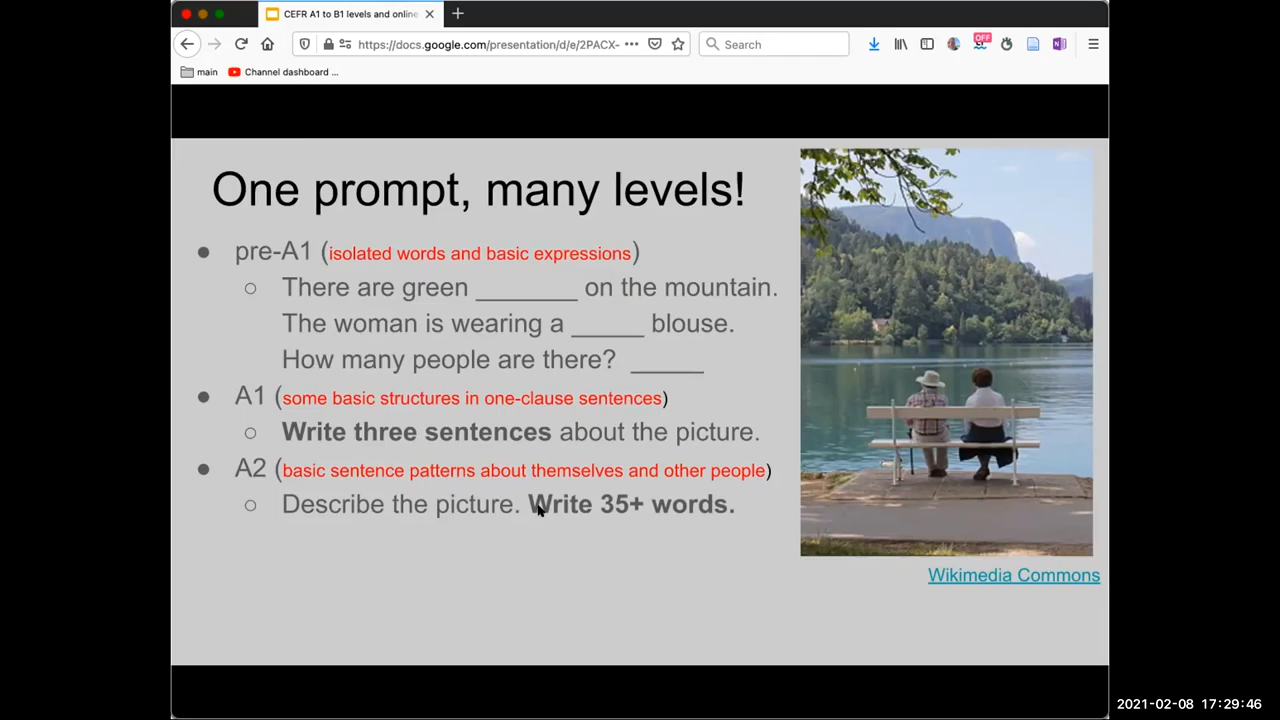 CEFR A1 to B1 levels and online
https://docs.google.com/presentation/d/e/2PACX-
Search
OFF
main
Channel dashboard ...
One prompt, many levels!
pre-A1 (isolated words and basic expressions)
There are green ________ on the mountain.
The woman is wearing a _____ blouse.
How many people are there? _____
A1 (some basic structures in one-clause sentences)
Write three sentences about the picture.
A2 (basic sentence patterns about themselves and other people)
Describe the picture. Write 35+ words.
Wikimedia Commons
2021-02-08 17:29:46